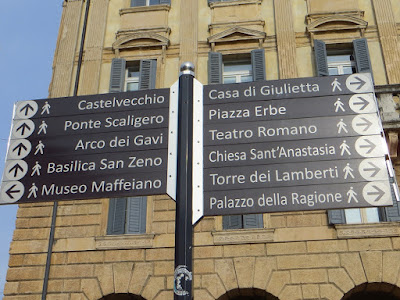 Castelvecchio
Ponte Scaligero
Arco dei Gavi
Basilica San Zeno
Museo Maffeiano
Casa di Giulietta
Piazza Erbe
Teatro Romano
Chiesa Sant'Anastasia
Torre dei Lamberti
Palazzo della Ragione